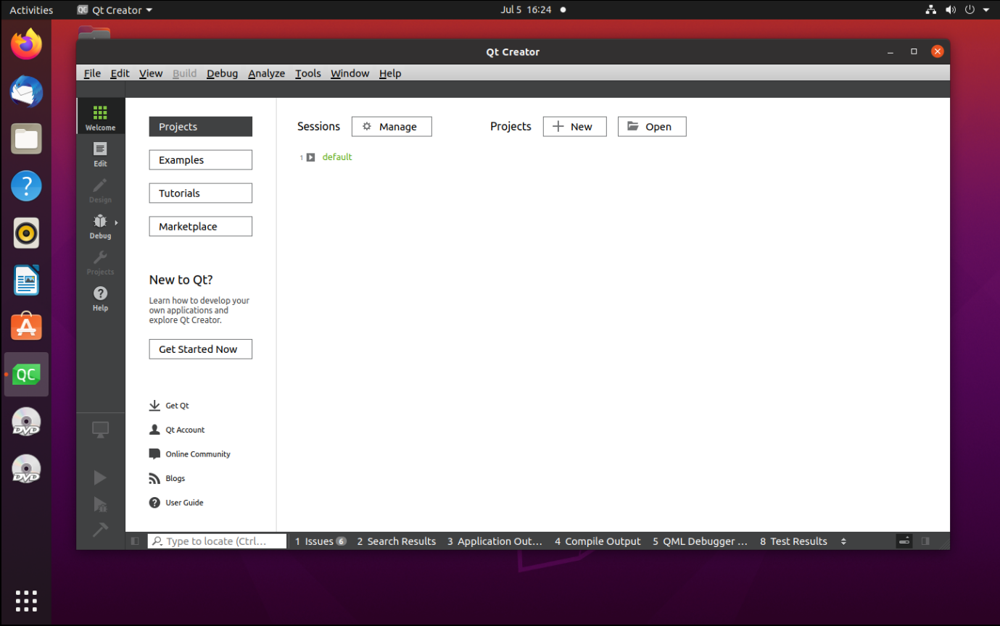 Activities
QC Qt Creator
Jul 5 16:24
Qt Creator
File Edit View Build Debug Analyze Tools Window Help
Welcome
Edit
Design
Debug
Projects
Help
Projects
Examples
Tutorials
Marketplace
New to Qt?
Learn how to develop your
own applications and
explore Qt Creator.
Get Started Now
Get Qt
Qt Account
Online Community
Blogs
User Guide
Sessions
Manage
Projects
New
Open
1 default
?
QC
DVD
DVD
Type to locate (Ctrl...
1 Issues 6
2 Search Results
3 Application Out...
4 Compile Output
5 QML Debugger ...
8 Test Results